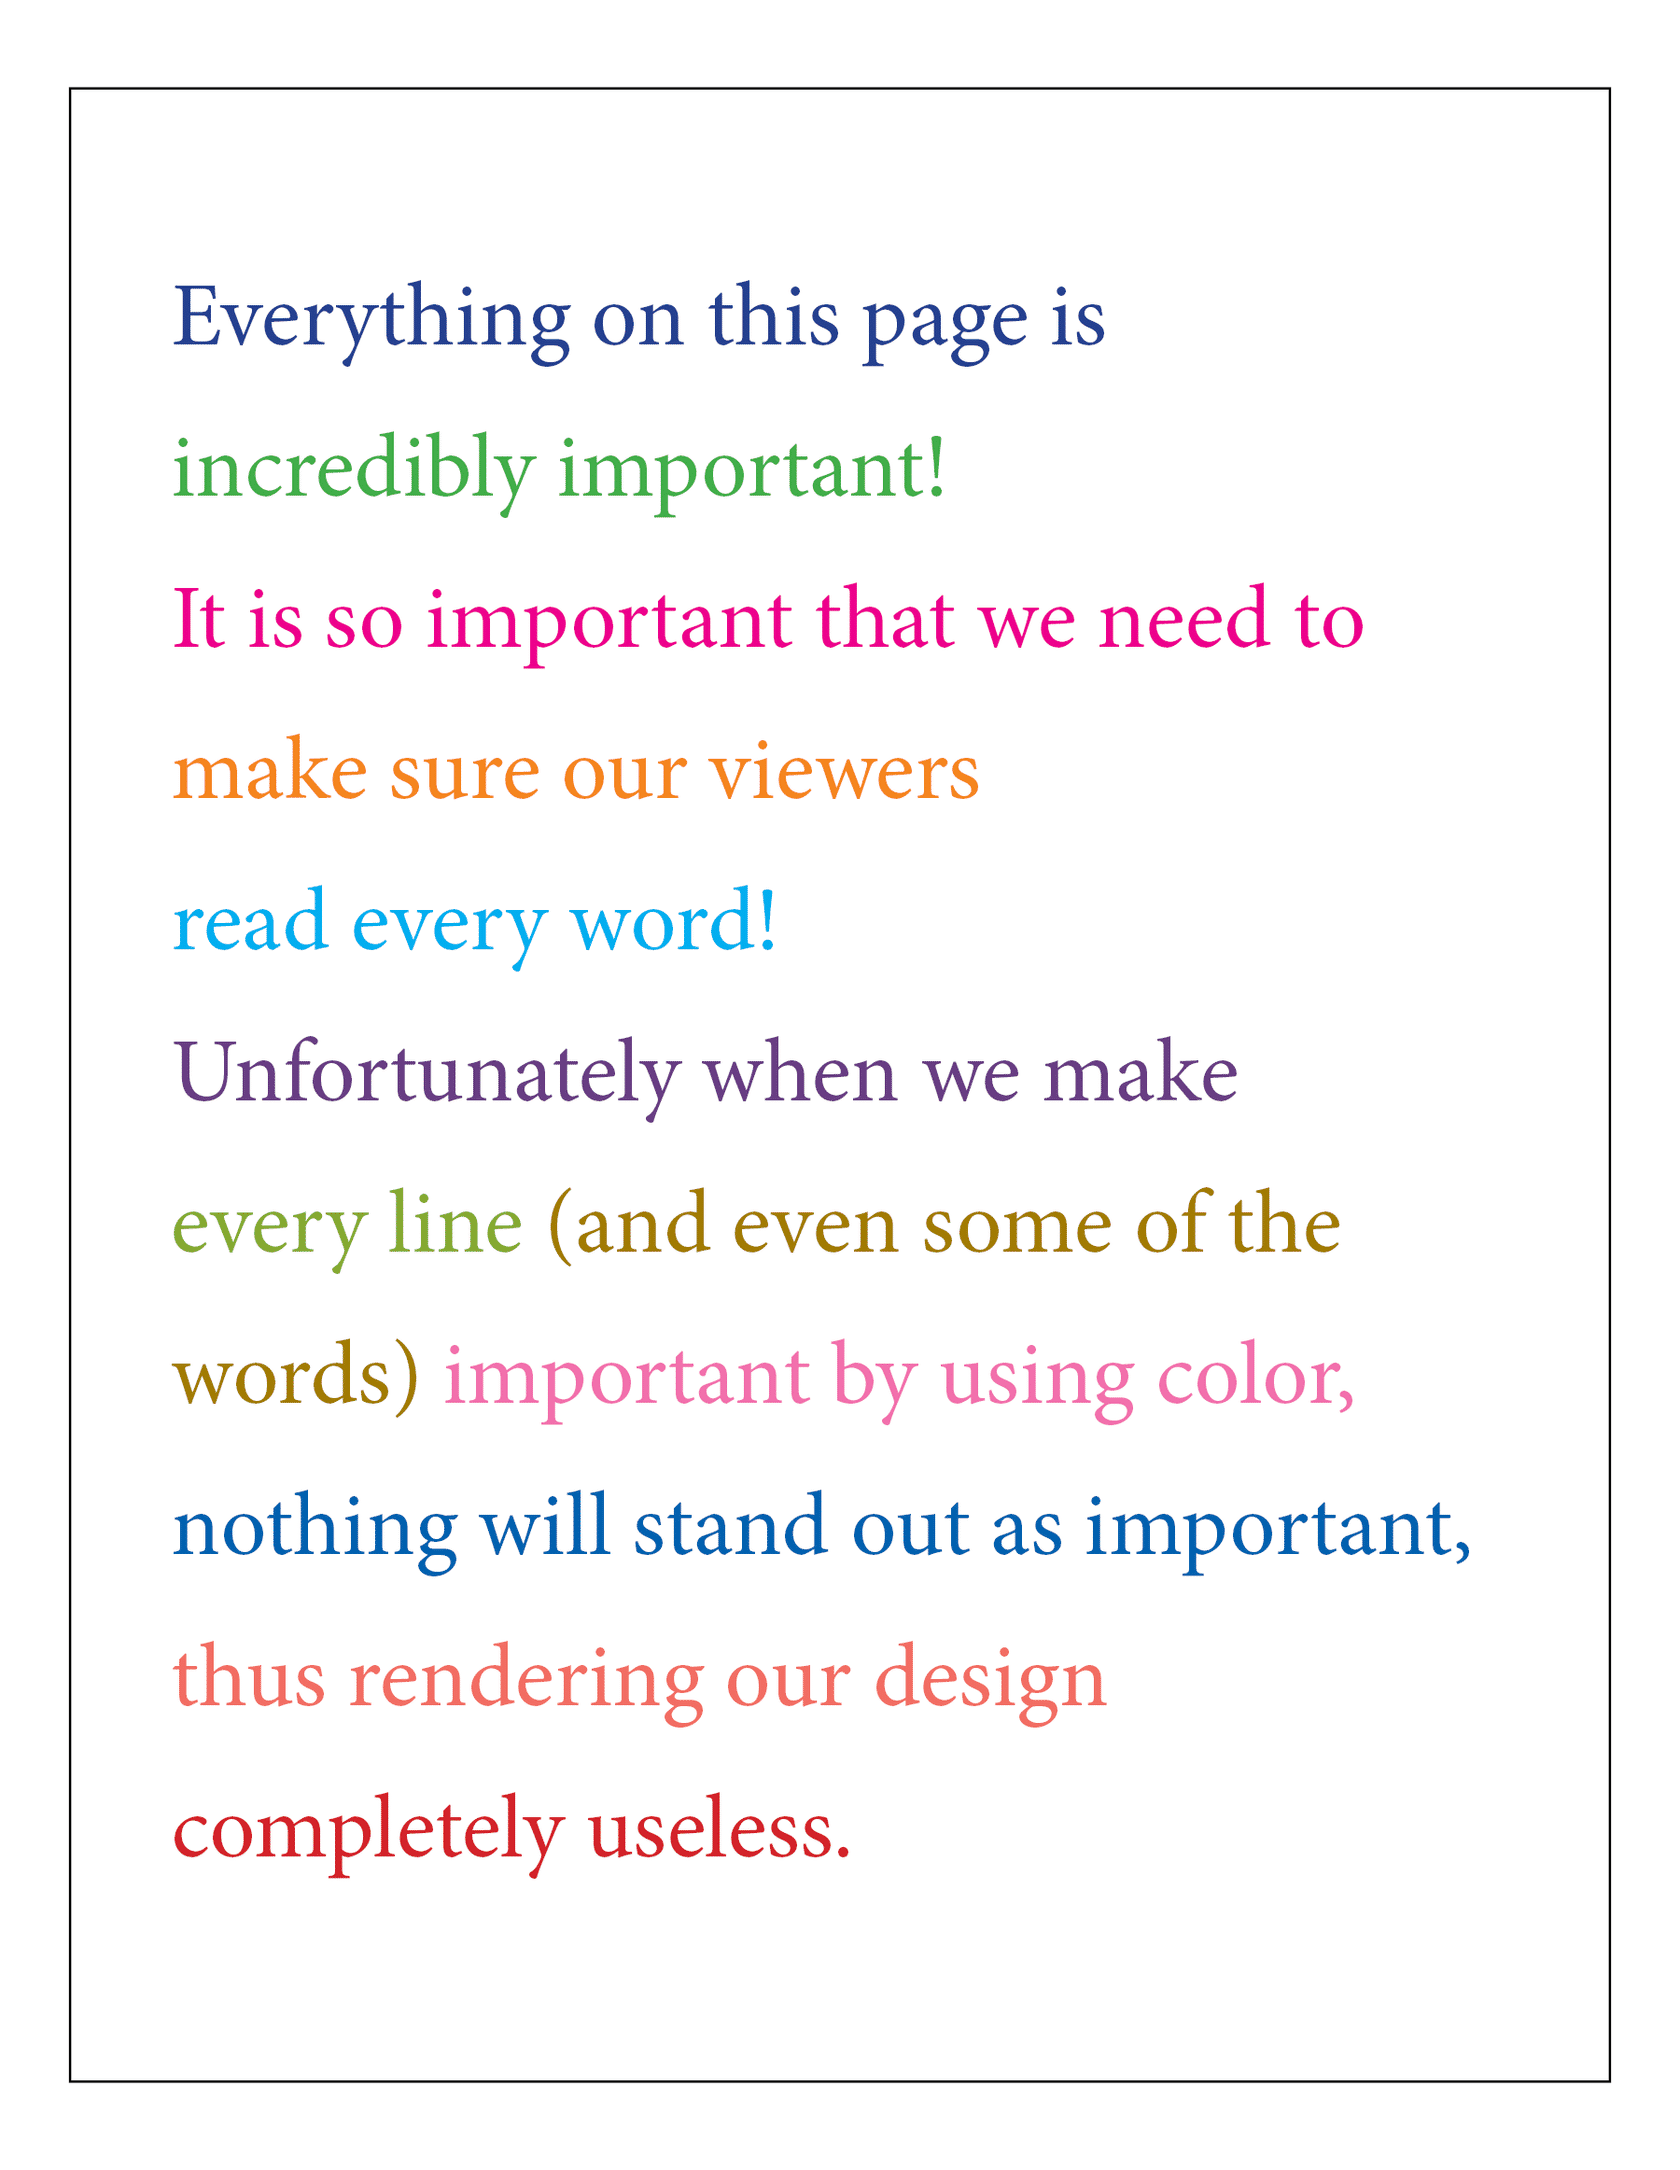 Everything on this page is
incredibly important!
It is so important that we need to
make sure our viewers
read every word!
Unfortunately when we make
every line (and even some of the
words) important by using color,
nothing will stand out as important,
thus rendering our design
completely useless.